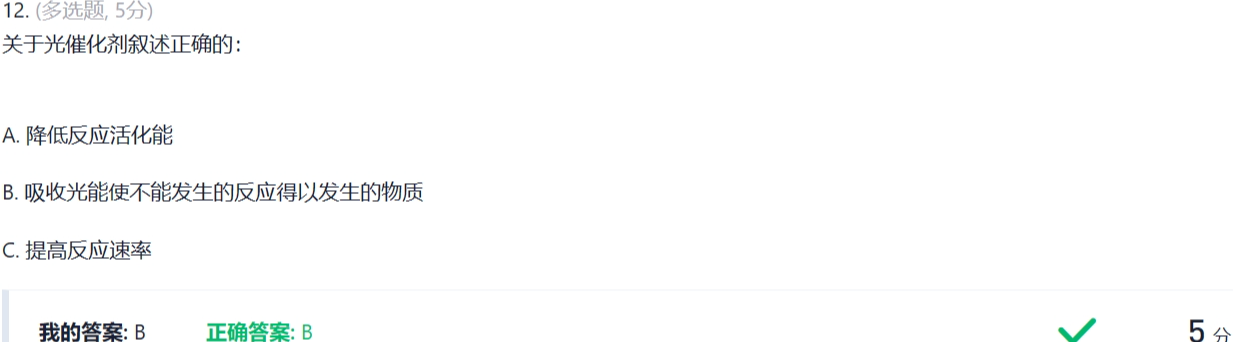 12. (多选题, 5分)
关于光催化剂叙述正确的:
A. 降低反应活化能
B. 吸收光能使不能发生的反应得以发生的物质
C. 提高反应速率
我的答案: B 正确答案: B 5 分